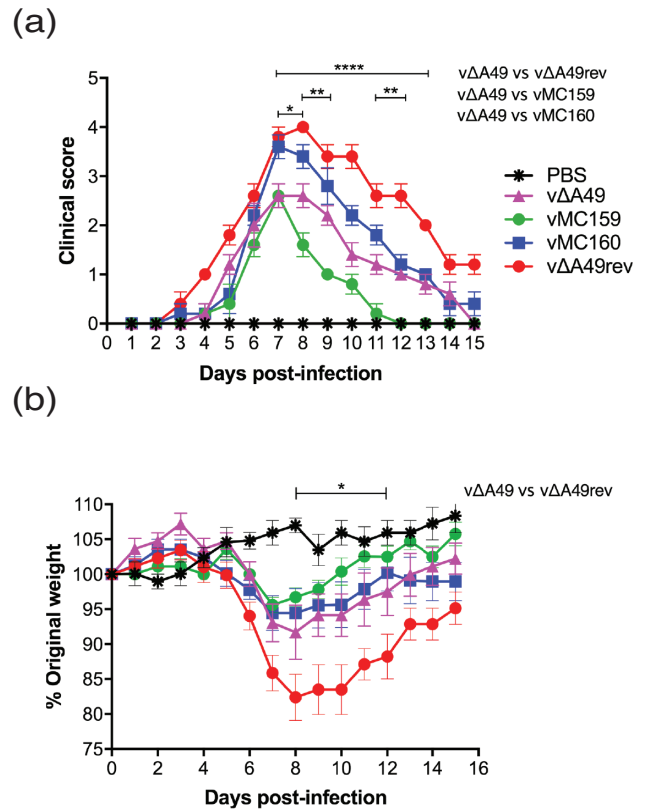 (a)
****
vΔA49 vs vΔA49rev
** **
vΔA49 vs vMC159
*
vΔA49 vs vMC160
5
4
3
2
1
0
Clinical score
0 1 2 3 4 5 6 7 8 9 10 11 12 13 14 15
Days post-infection
PBS
vΔA49
vMC159
vMC160
vΔA49rev
(b)
*
vΔA49 vs vΔA49rev
110
105
100
95
90
85
80
75
% Original weight
0 2 4 6 8 10 12 14 16
Days post-infection